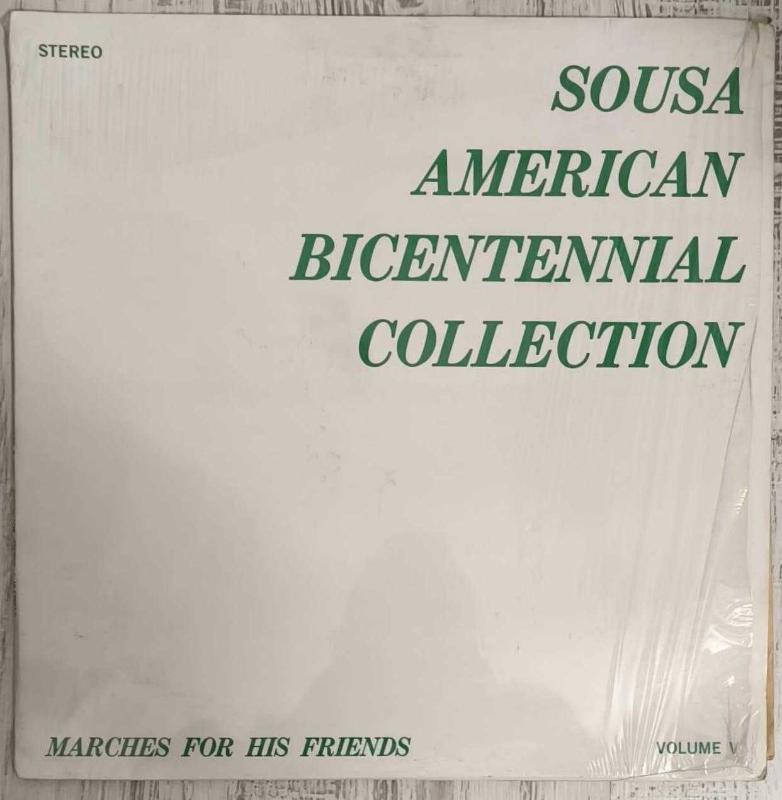 STEREO
SOUSA
AMERICAN
BICENTENNIAL
COLLECTION
MARCHES FOR HIS FRIENDS
VOLUME V